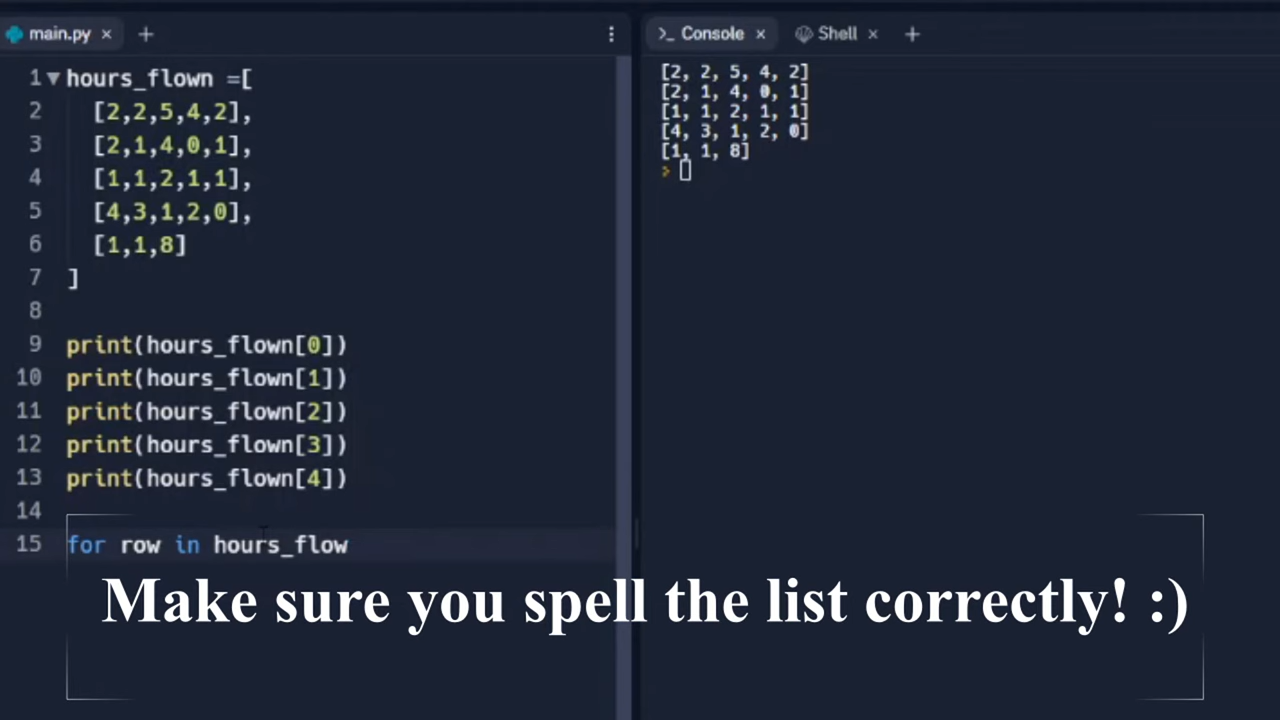 main.py × +
1 hours_flown =[
2 [2,2,5,4,2],
3 [2,1,4,0,1],
4 [1,1,2,1,1],
5 [4,3,1,2,0],
6 [1,1,8]
7 ]
8
9 print(hours_flown[0])
10 print(hours_flown[1])
11 print(hours_flown[2])
12 print(hours_flown[3])
13 print(hours_flown[4])
14
15 for row in hours_flow
>_ Console × Shell × +
[2, 2, 5, 4, 2]
[2, 1, 4, 0, 1]
[1, 1, 2, 1, 1]
[4, 3, 1, 2, 0]
[1, 1, 8]
>
Make sure you spell the list correctly! :)